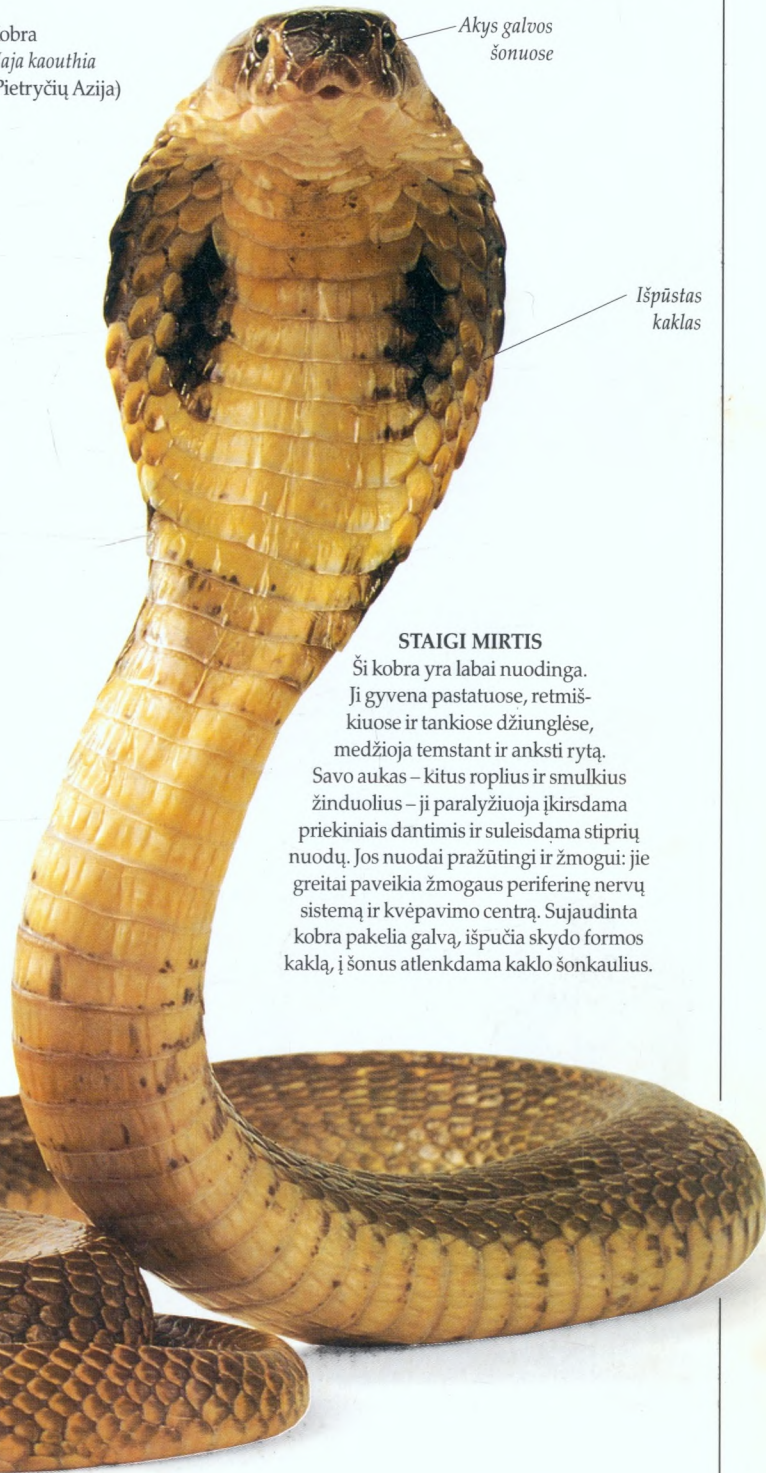 obra
aja kaouthia
Pietryčių Azija)
Akys galvos
šonuose
Išpūstas
kaklas
STAIGI MIRTIS
Ši kobra yra labai nuodinga.
Ji gyvena pastatuose, retmiš-
kiuose ir tankiose džiunglėse,
medžioja temstant ir anksti rytą.
Savo aukas – kitus roplius ir smulkius
žinduolius – ji paralyžiuoja įkirsdama
priekiniais dantimis ir suleisdama stiprių
nuodų. Jos nuodai pražūtingi ir žmogui: jie
greitai paveikia žmogaus periferinę nervų
sistemą ir kvėpavimo centrą. Sujaudinta
kobra pakelia galvą, išpučia skydo formos
kaklą, į šonus atlenkdama kaklo šonkaulius.